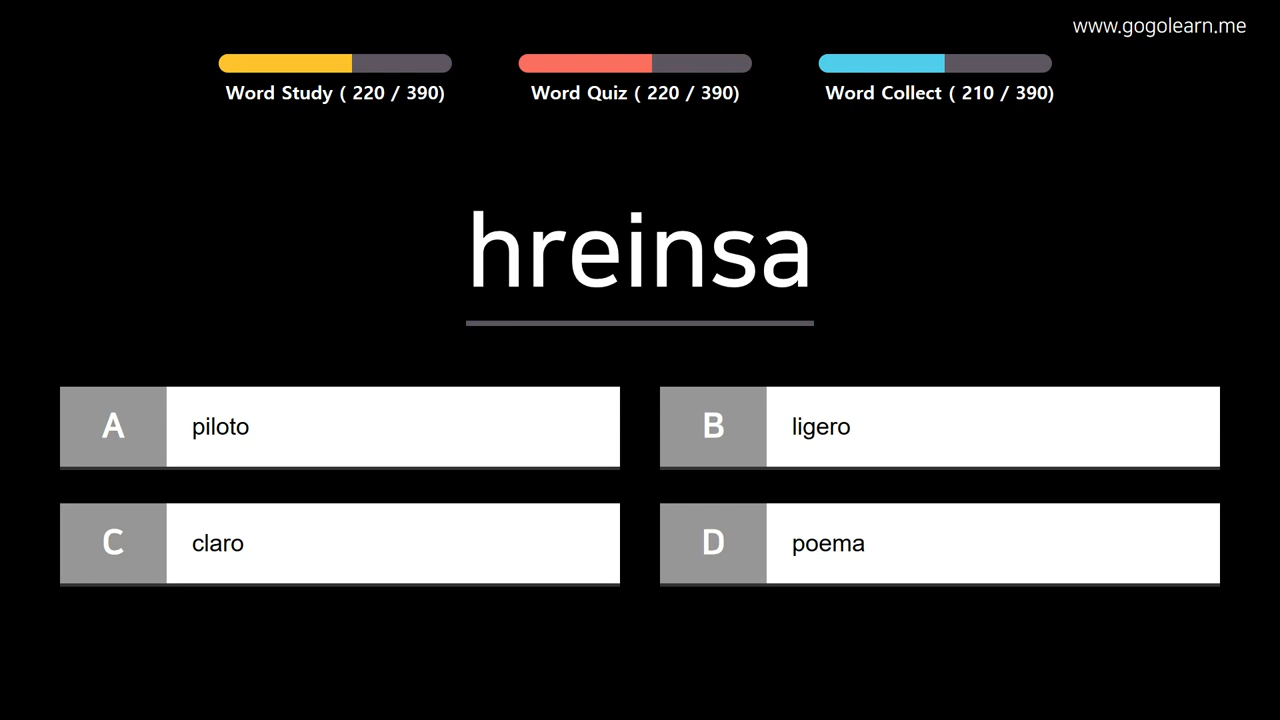 www.gogolearn.me
Word Study ( 220 / 390)
Word Quiz ( 220 / 390)
Word Collect ( 210 / 390)
hreinsa
A piloto
B ligero
C claro
D poema